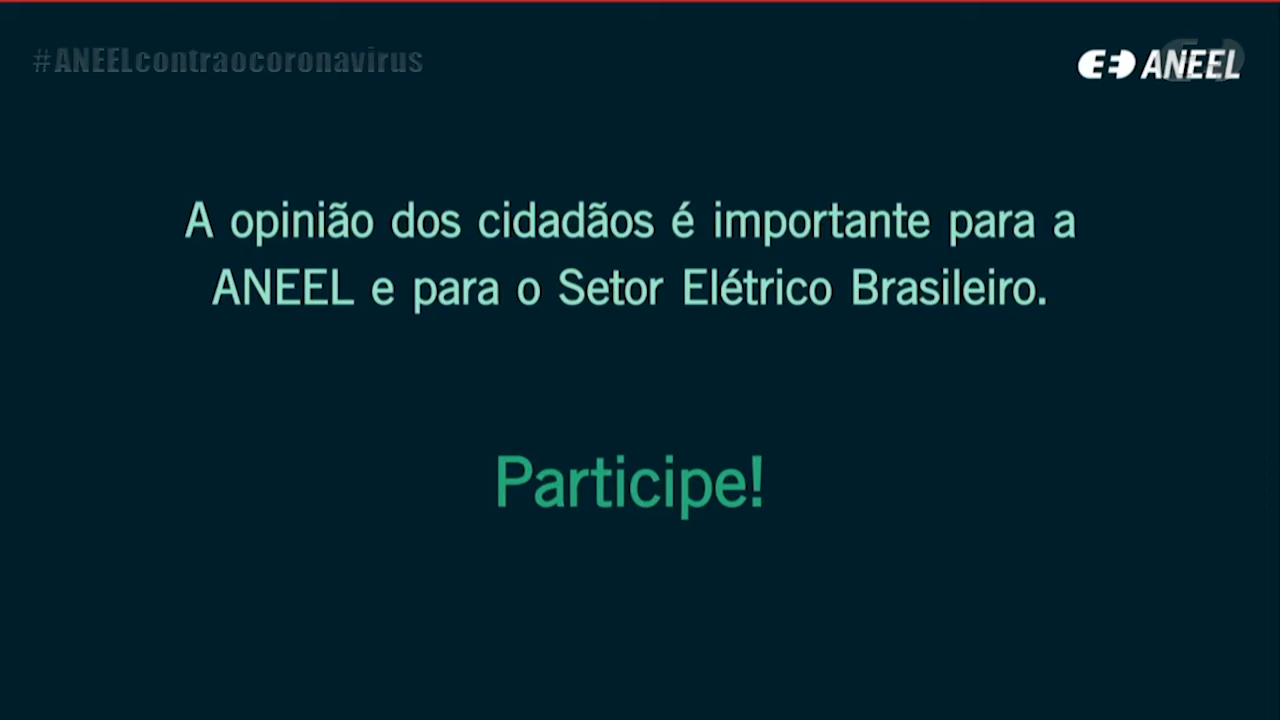 #ANEELcontraocoronavirus
ANEEL
A opinião dos cidadãos é importante para a
ANEEL e para o Setor Elétrico Brasileiro.
Participe!